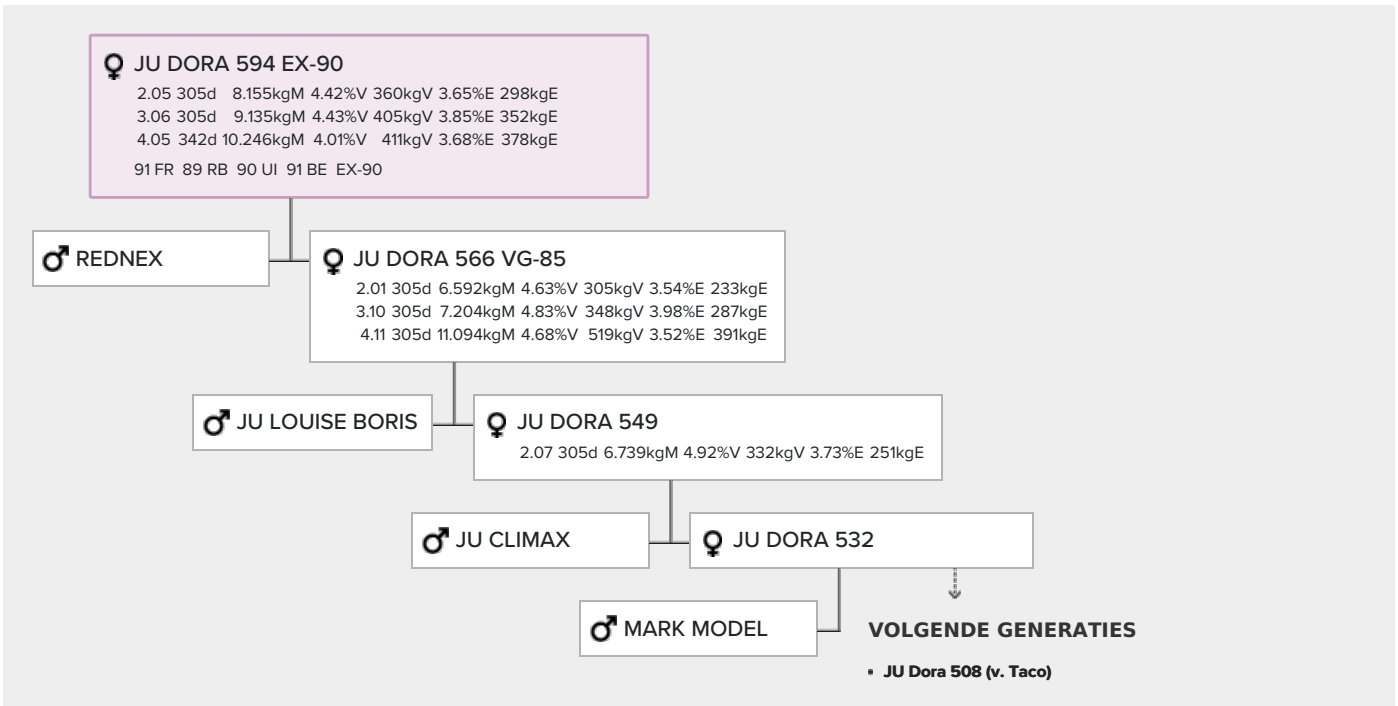 JU DORA 594 EX-90
2.05 305d 8.155kgM 4.42%V 360kgV 3.65%E 298kgE
3.06 305d 9.135kgM 4.43%V 405kgV 3.85%E 352kgE
4.05 342d 10.246kgM 4.01%V 411kgV 3.68%E 378kgE
91 FR 89 RB 90 UI 91 BE EX-90
REDNEX
JU DORA 566 VG-85
2.01 305d 6.592kgM 4.63%V 305kgV 3.54%E 233kgE
3.10 305d 7.204kgM 4.83%V 348kgV 3.98%E 287kgE
4.11 305d 11.094kgM 4.68%V 519kgV 3.52%E 391kgE
JU LOUISE BORIS
JU DORA 549
2.07 305d 6.739kgM 4.92%V 332kgV 3.73%E 251kgE
JU CLIMAX
JU DORA 532
MARK MODEL
VOLGENDE GENERATIES
• JU Dora 508 (v. Taco)